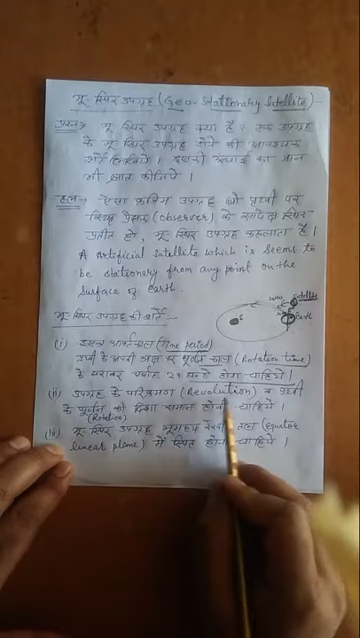 भू-स्थिर उपग्रह (Geo-Stationary Satellite)
प्रश्न→ भू स्थिर उपग्रह क्या है? एक उपग्रह
के भू स्थिर उपग्रह होने की आवश्यक
शर्तें लिखिये। इसकी ऊंचाई का मान
भी ज्ञात कीजिये।
हल→ ऐसा कृत्रिम उपग्रह जो पृथ्वी पर
स्थित प्रेक्षक (observer) के सापेक्ष स्थिर
प्रतीत हो, भू-स्थिर उपग्रह कहलाता है।
A artificial satellite which is seems to
be stationary from any point on the
surface of earth.
Satellite
Earth
S
भू-स्थिर उपग्रह की शर्तें :-
(i) इसका आवर्तकाल (Time period)
पृथ्वी के अपनी अक्ष पर घूर्णन काल (Rotation time)
के बराबर अर्थात 24 घन्टे होना चाहिये।
(ii) उपग्रह के परिक्रमण (Revolution) व पृथ्वी
के घूर्णन की दिशा समान होनी चाहिये।
(Rotation)
(iii) भू-स्थिर उपग्रह भूमध्य रेखीय तल (equator
linear plane) में स्थित होना चाहिये।